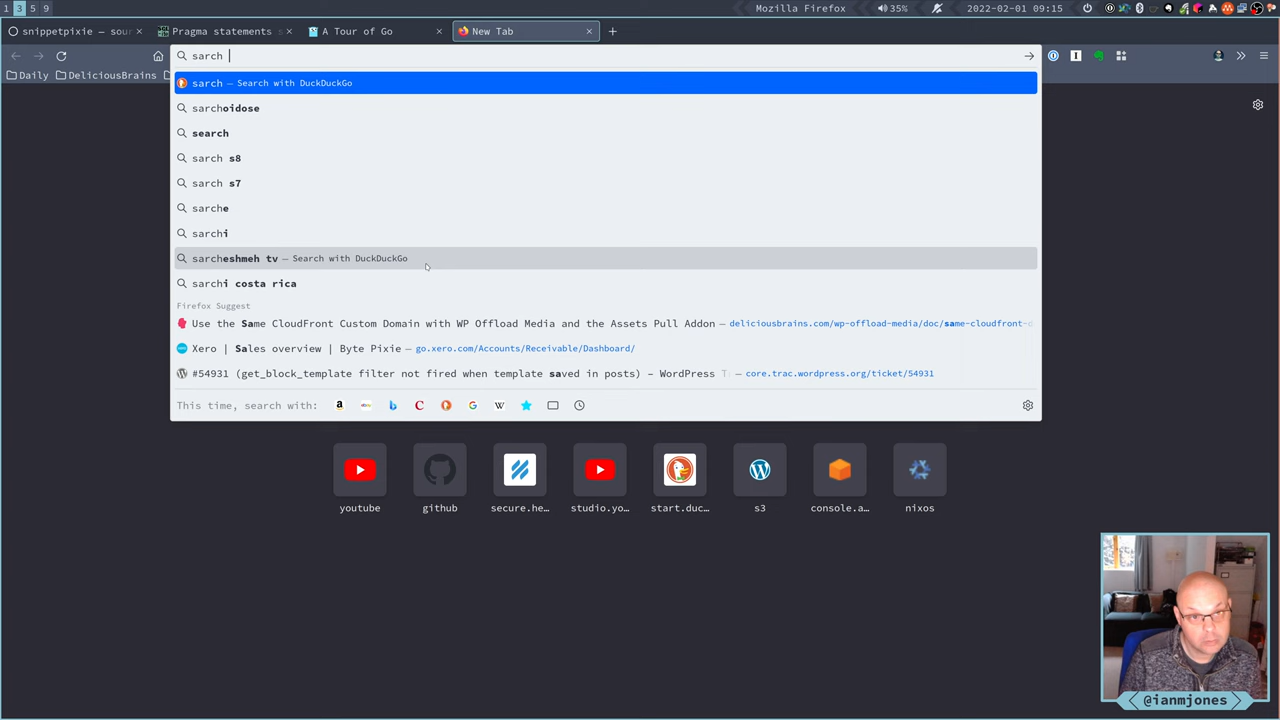 1 3 5 9
Mozilla Firefox
35%
2022-02-01 09:15
snippetpixie — sour
Pragma statements s
A Tour of Go
New Tab
sarch
Daily
DeliciousBrains
sarch — Search with DuckDuckGo
sarchoidose
search
sarch s8
sarch s7
sarche
sarchi
sarcheshmeh tv — Search with DuckDuckGo
sarchi costa rica
Firefox Suggest
Use the Same CloudFront Custom Domain with WP Offload Media and the Assets Pull Addon — deliciousbrains.com/wp-offload-media/doc/same-cloudfront-d
Xero | Sales overview | Byte Pixie — go.xero.com/Accounts/Receivable/Dashboard/
#54931 (get_block_template filter not fired when template saved in posts) – WordPress T — core.trac.wordpress.org/ticket/54931
This time, search with:
youtube
github
secure.he…
studio.yo…
start.duc…
s3
console.a…
nixos
@ianmjones